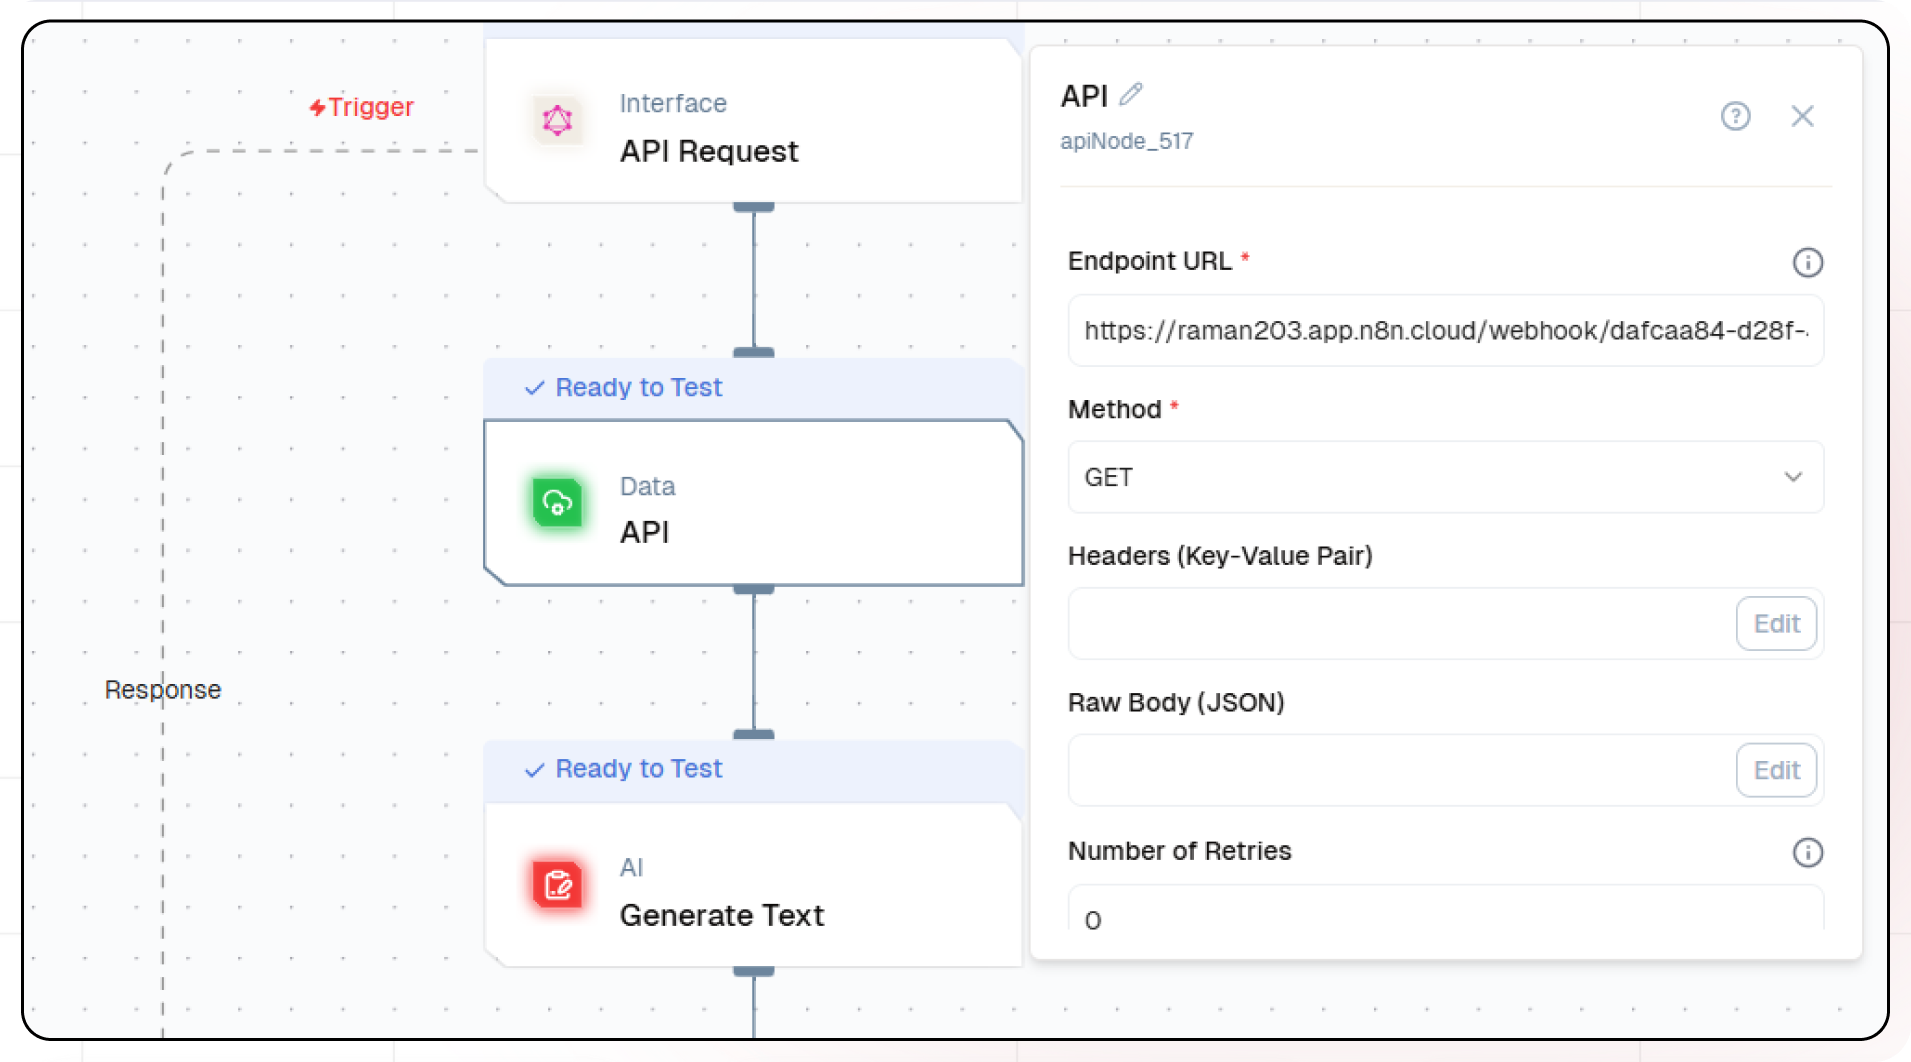 Trigger
Interface
API Request
Ready to Test
Data
API
Response
Ready to Test
AI
Generate Text
API
apiNode_517
Endpoint URL *
https://raman203.app.n8n.cloud/webhook/dafcaa84-d28f-
Method *
GET
Headers (Key-Value Pair)
Edit
Raw Body (JSON)
Edit
Number of Retries
0